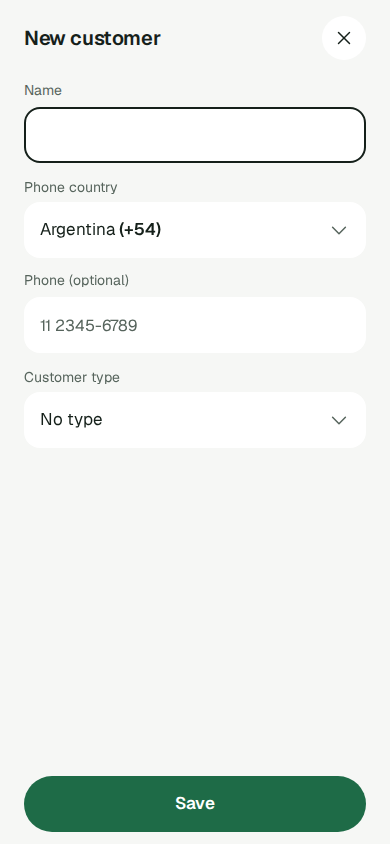 New customer
Name
Phone country
Argentina (+54)
Phone (optional)
11 2345-6789
Customer type
No type
Save